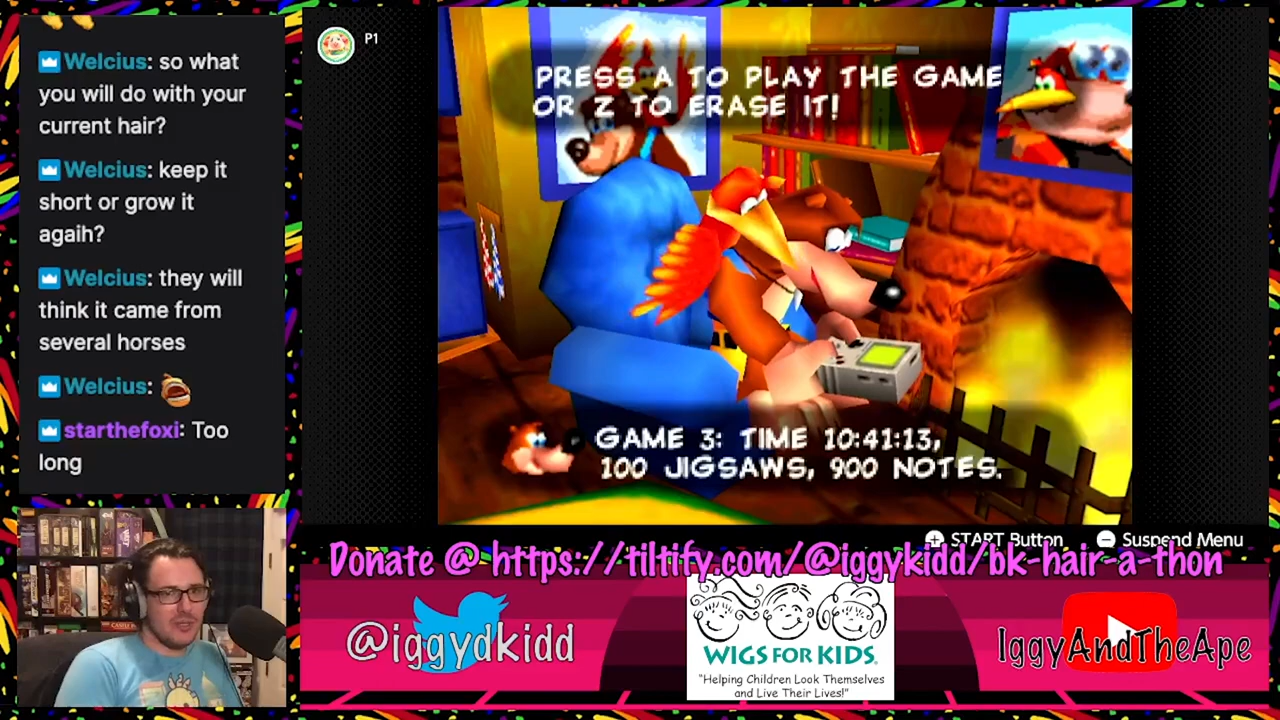 Welcius: so what
you will do with your
current hair?
Welcius: keep it
short or grow it
agaih?
Welcius: they will
think it came from
several horses
Welcius:
starthefoxi: Too
long
P1
PRESS A TO PLAY THE GAME
OR Z TO ERASE IT!
GAME 3: TIME 10:41:13,
100 JIGSAWS, 900 NOTES.
START Button
Suspend Menu
Donate @ https://tiltify.com/@iggykidd/bk-hair-a-thon
@iggydkidd
WIGS FOR KIDS.
"Helping Children Look Themselves
and Live Their Lives!"
IggyAndTheApe